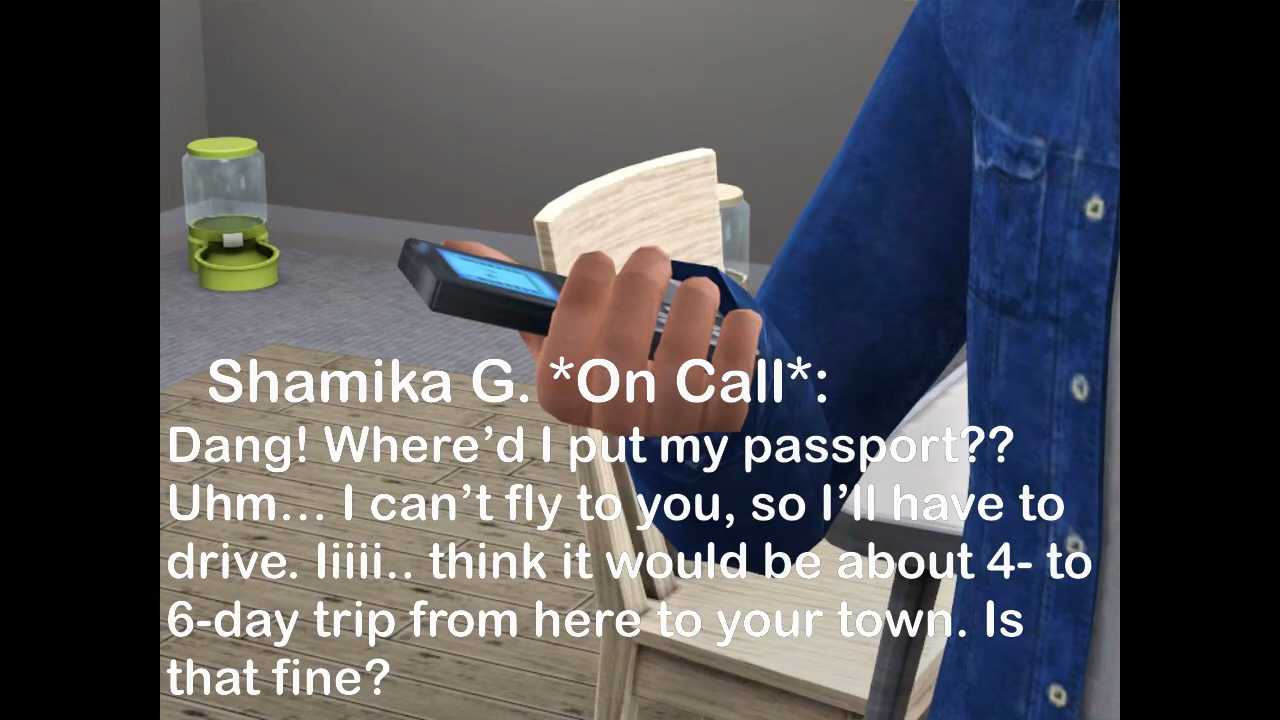 Shamika G. *On Call*:
Dang! Where’d I put my passport??
Uhm... I can’t fly to you, so I’ll have to
drive. Iiiii.. think it would be about 4- to
6-day trip from here to your town. Is
that fine?